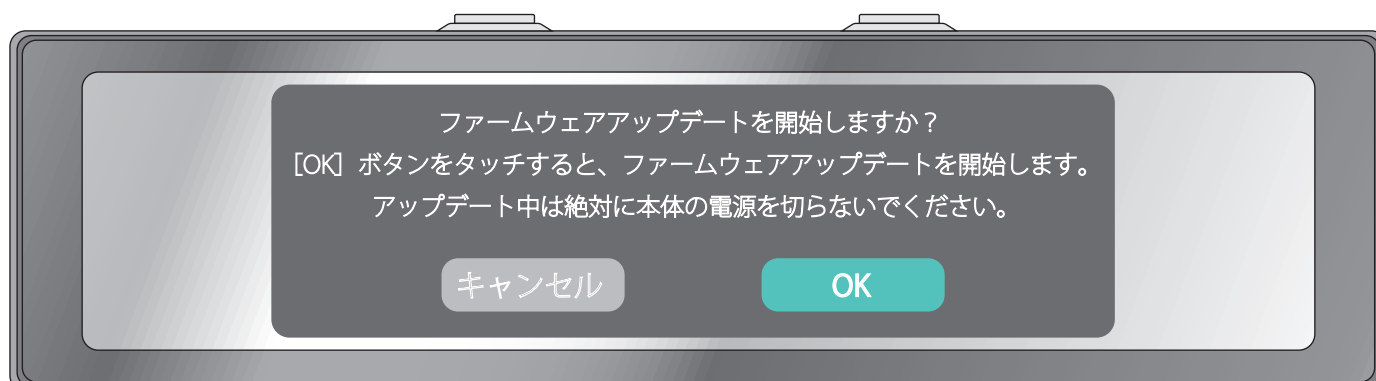 ファームウェアアップデートを開始しますか？
［OK］ボタンをタッチすると、ファームウェアアップデートを開始します。
アップデート中は絶対に本体の電源を切らないでください。
キャンセル
OK